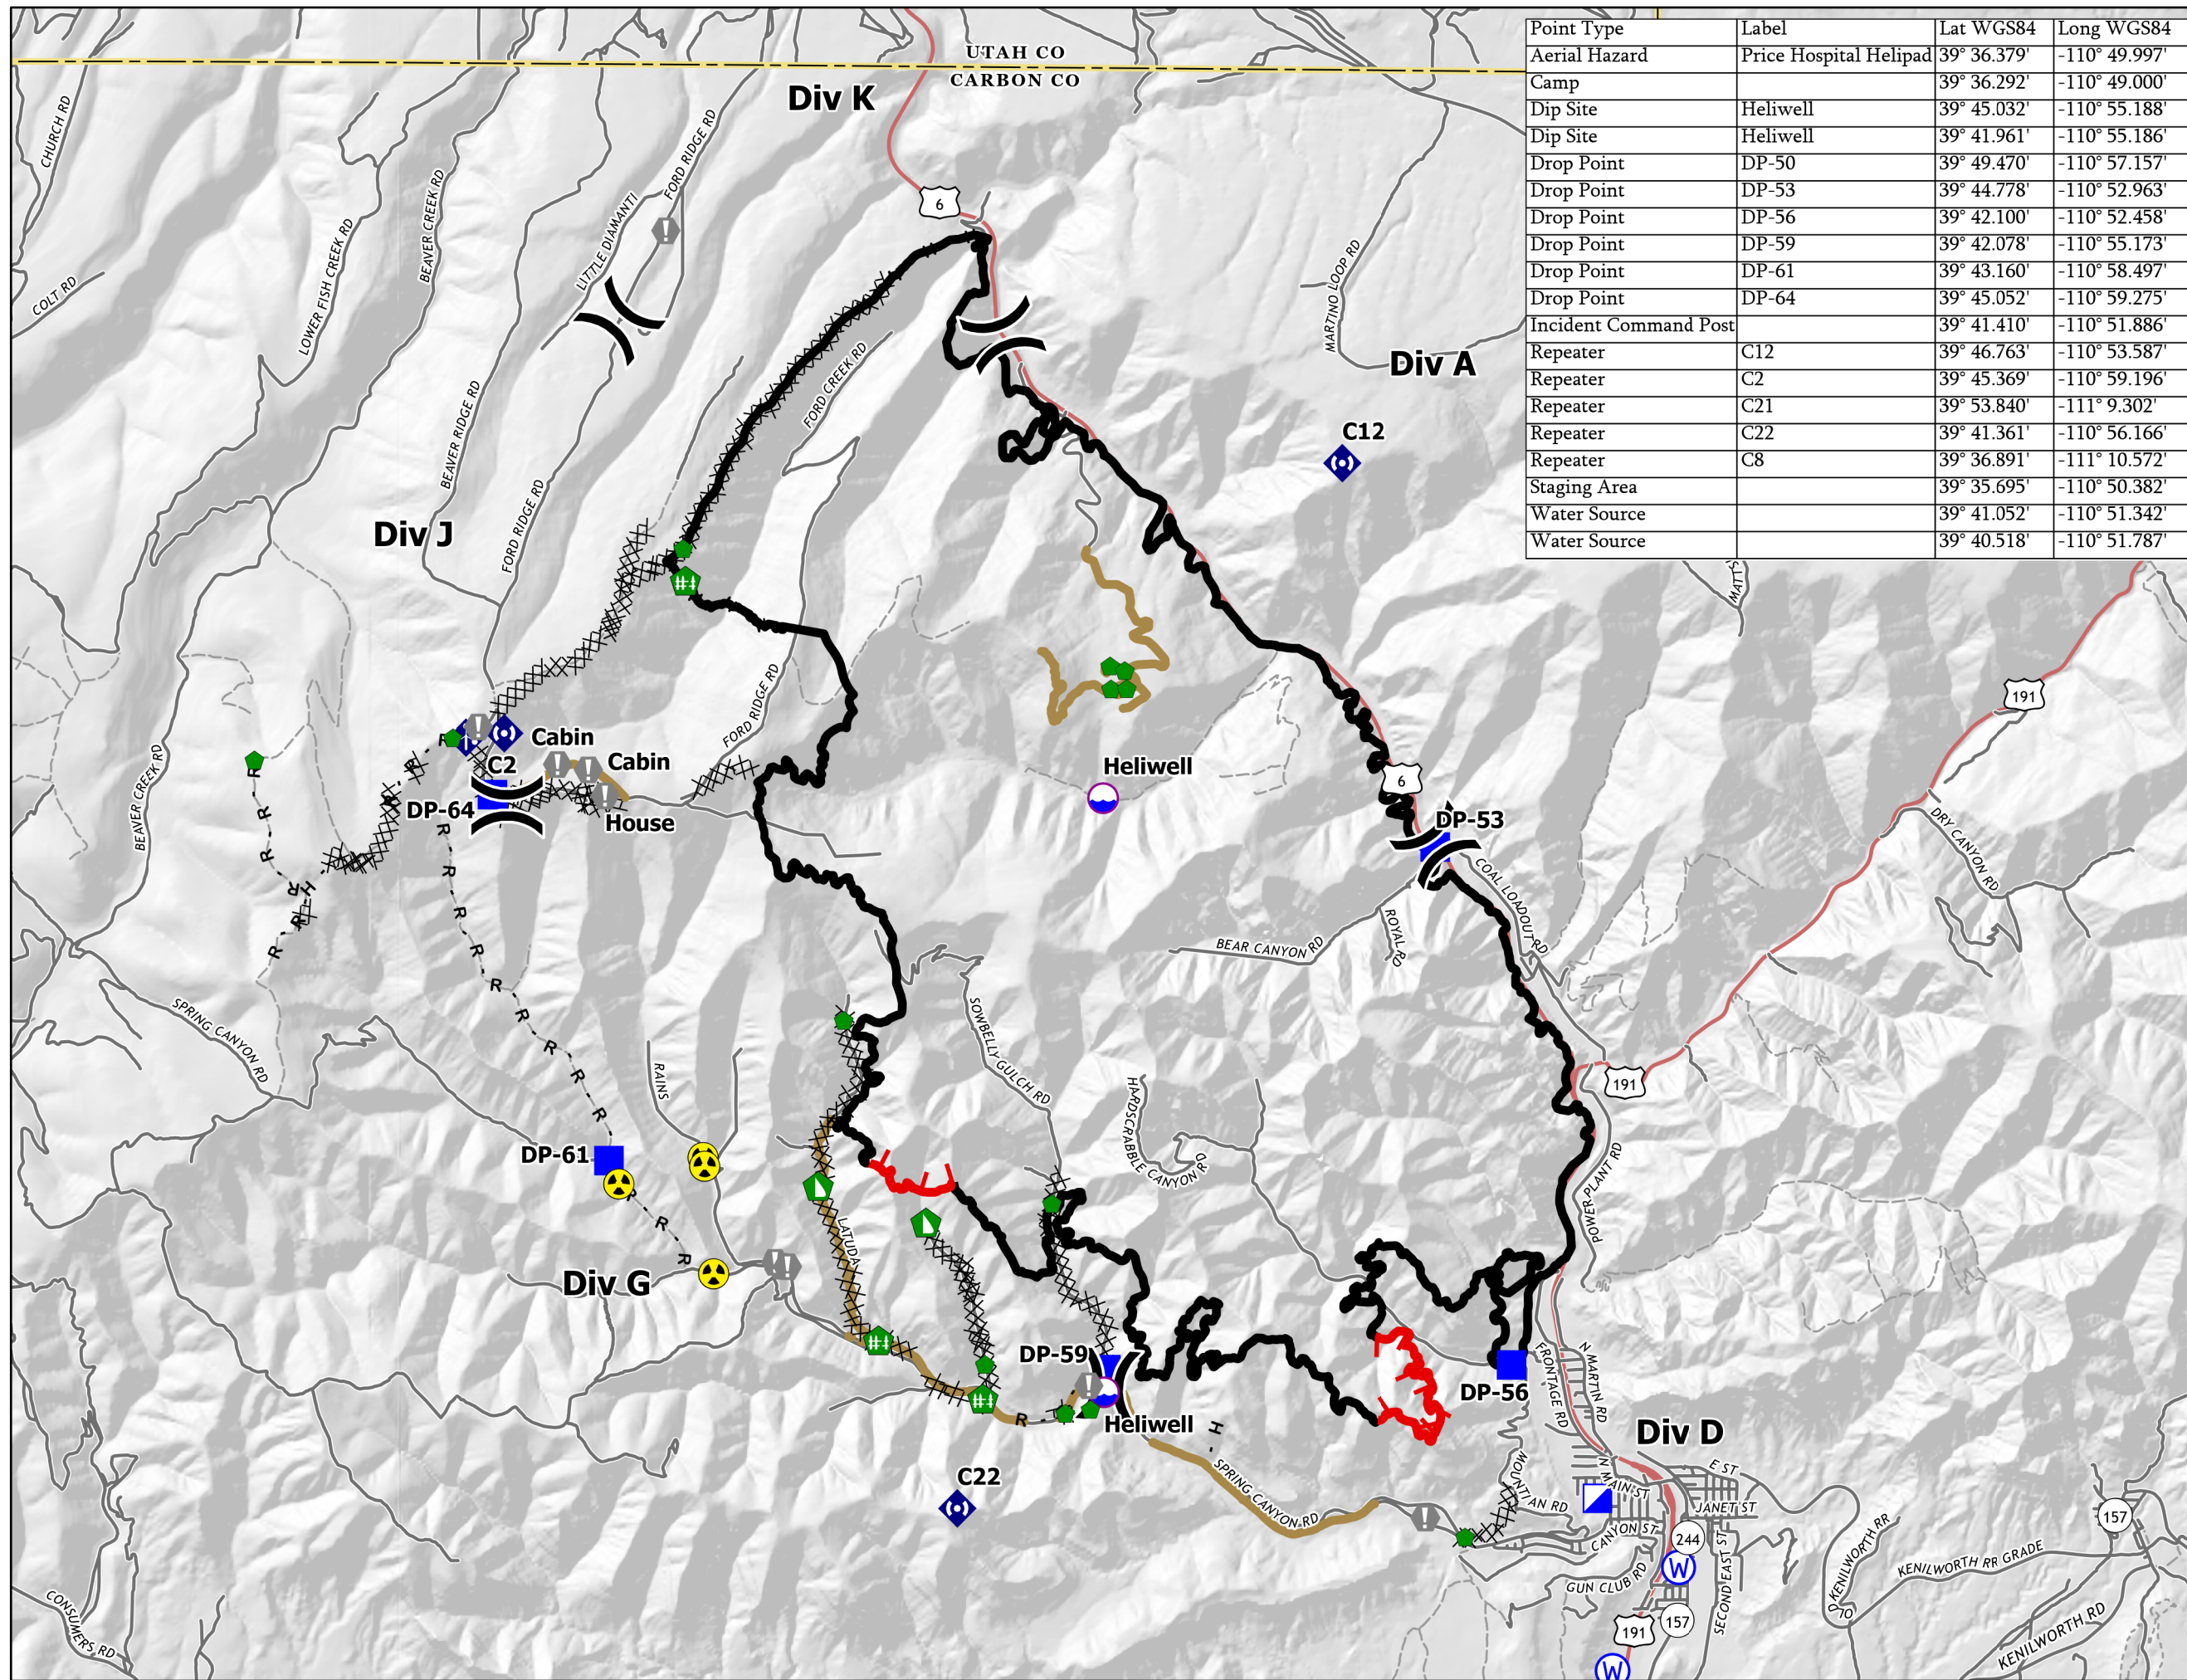 UTAH CO
CARBON CO
Point Type Label Lat WGS84 Long WGS84
Aerial Hazard Price Hospital Helipad 39° 36.379' -110° 49.997'
Camp 39° 36.292' -110° 49.000'
Dip Site Heliwell 39° 45.032' -110° 55.188'
Dip Site Heliwell 39° 41.961' -110° 55.186'
Drop Point DP-50 39° 49.470' -110° 57.157'
Drop Point DP-53 39° 44.778' -110° 52.963'
Drop Point DP-56 39° 42.100' -110° 52.458'
Drop Point DP-59 39° 42.078' -110° 55.173'
Drop Point DP-61 39° 43.160' -110° 58.497'
Drop Point DP-64 39° 45.052' -110° 59.275'
Incident Command Post 39° 41.410' -110° 51.886'
Repeater C12 39° 46.763' -110° 53.587'
Repeater C2 39° 45.369' -110° 59.196'
Repeater C21 39° 53.840' -111° 9.302'
Repeater C22 39° 41.361' -110° 56.166'
Repeater C8 39° 36.891' -111° 10.572'
Staging Area 39° 35.695' -110° 50.382'
Water Source 39° 41.052' -110° 51.342'
Water Source 39° 40.518' -110° 51.787'
Div K
CHURCH RD
FORD RIDGE RD
LITTLE DIAMANTI
BEAVER CREEK RD
LOWER FISH CREEK RD
COLT RD
6
MARTINO LOOP RD
Div A
FORD CREEK RD
BEAVER RIDGE RD
C12
FORD RIDGE RD
Div J
191
FORD RIDGE RD
BEAVER CREEK RD
Cabin
C2
Cabin
DP-64
House
Heliwell
6
DP-53
COAL LOADOUT RD
DRY CANYON RD
ROYAL RD
BEAR CANYON RD
SPRING CANYON RD
SOWBELLY GULCH RD
RAINS
HARDSCRABBLE CANYON RD
191
DP-61
POWER PLANT RD
LATUDA
Div G
DP-59
DP-56
FRONTAGE RD
N MARTIN RD
Heliwell
Div D
C22
SPRING CANYON RD
E ST
N MAIN ST
JANET ST
CANYON ST
244
W
GUN CLUB RD
SECOND EAST ST
157
191
W
157
OLD KENILWORTH RR
KENILWORTH RR GRADE
KENILWORTH RD
CONSUMERS RD